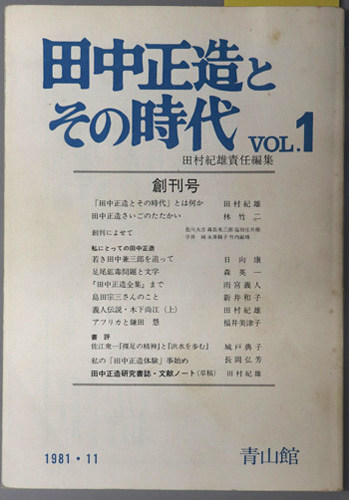 田中正造と
その時代 VOL.1
田村紀雄責任編集
創刊号
「田中正造とその時代」とは何か 田村紀雄
田中正造さいごのたたかい 林竹二
創刊によせて
私にとっての田中正造
若き田中兼三郎を追って 日向康
足尾鉱毒問題と文学 森英一
『田中正造全集』まで 雨宮義人
島田宗三さんのこと 新井和子
義人伝説・木下尚江(上) 田村紀雄
アフリカと鎌田慧 福井美津子
書評
佐江衆一『裸足の精神』と『洪水を歩む』 城戸典子
私の「田中正造体験」事始め 長岡弘芳
田中正造研究書誌・文献ノート(草稿) 田村紀雄
1981・11
青山館